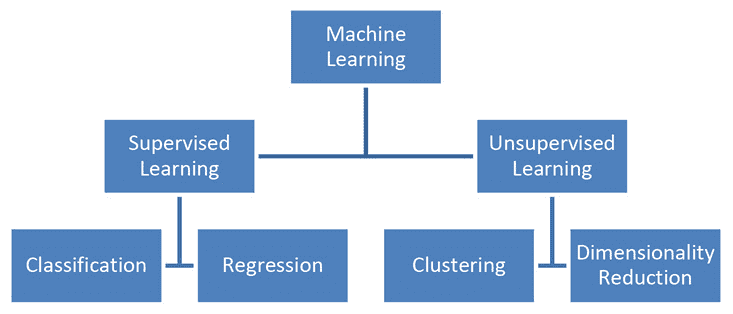 Machine
Learning
Supervised
Learning
Unsupervised
Learning
Classification
Regression
Clustering
Dimensionality
Reduction